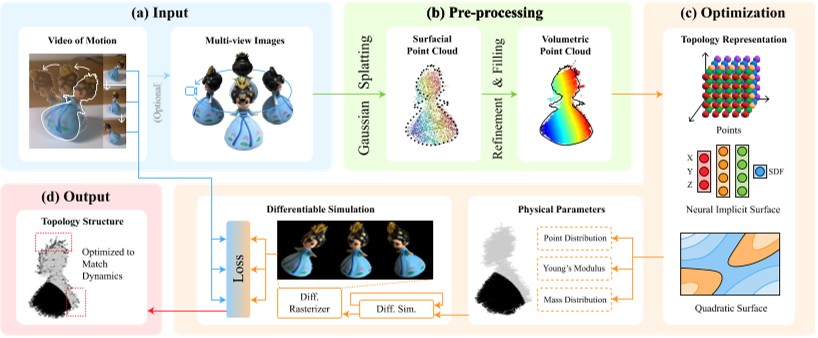 (a) Input
Video of Motion
Multi-view Images
(Optional)
(b) Pre-processing
Gaussian Splatting
Surfacial
Point Cloud
Refinement & Filling
Volumetric
Point Cloud
(c) Optimization
Topology Representation
Points
X
Y
Z
SDF
Neural Implicit Surface
Quadratic Surface
Physical Parameters
Point Distribution
Young's Modulus
Mass Distribution
Differentiable Simulation
Loss
Diff.
Rasterizer
Diff. Sim.
(d) Output
Topology Structure
Optimized to
Match
Dynamics